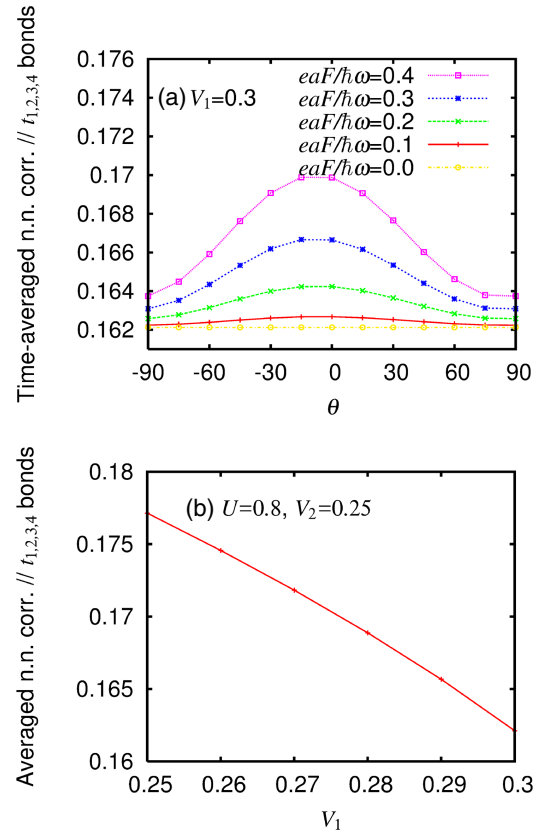 Time-averaged n.n. corr. // t1,2,3,4 bonds
0.176
0.174
0.172
0.17
0.168
0.166
0.164
0.162
(a) V1=0.3
eaF/ħω=0.4
eaF/ħω=0.3
eaF/ħω=0.2
eaF/ħω=0.1
eaF/ħω=0.0
-90 -60 -30 0 30 60 90
θ
Averaged n.n. corr. // t1,2,3,4 bonds
0.18
0.175
0.17
0.165
0.16
(b) U=0.8, V2=0.25
0.25 0.26 0.27 0.28 0.29 0.3
V1